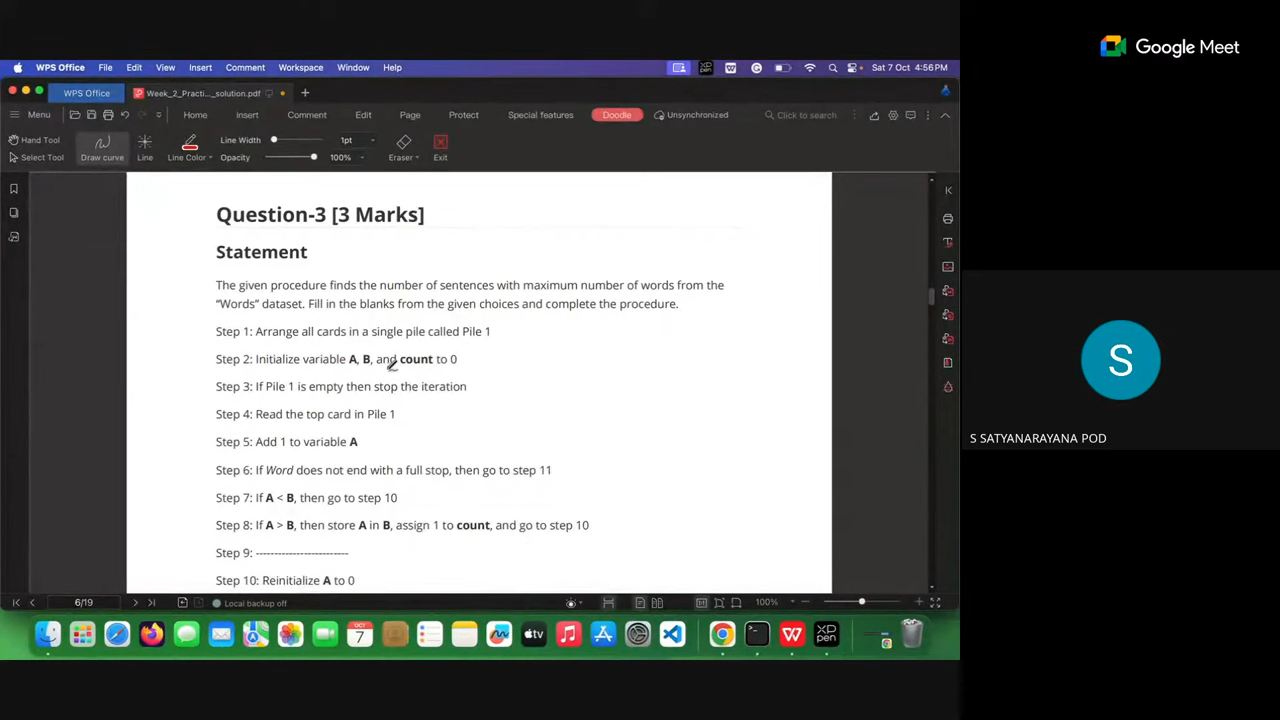 Google Meet
WPS Office File Edit View Insert Comment Workspace Window Help
Sat 7 Oct 4:56 PM
WPS Office
Week_2_Practi..._solution.pdf
Menu
Home Insert Comment Edit Page Protect Special features Doodle Unsynchronized
Click to search
Hand Tool
Select Tool
Draw curve
Line
Line Color
Line Width 1pt
Opacity 100%
Eraser
Exit
Question-3 [3 Marks]
Statement
The given procedure finds the number of sentences with maximum number of words from the
“Words” dataset. Fill in the blanks from the given choices and complete the procedure.
Step 1: Arrange all cards in a single pile called Pile 1
Step 2: Initialize variable A, B, and count to 0
Step 3: If Pile 1 is empty then stop the iteration
Step 4: Read the top card in Pile 1
Step 5: Add 1 to variable A
Step 6: If Word does not end with a full stop, then go to step 11
Step 7: If A < B, then go to step 10
Step 8: If A > B, then store A in B, assign 1 to count, and go to step 10
Step 9: ------------------------
Step 10: Reinitialize A to 0
6/19
Local backup off
100%
OCT
7
tv
S
S SATYANARAYANA POD